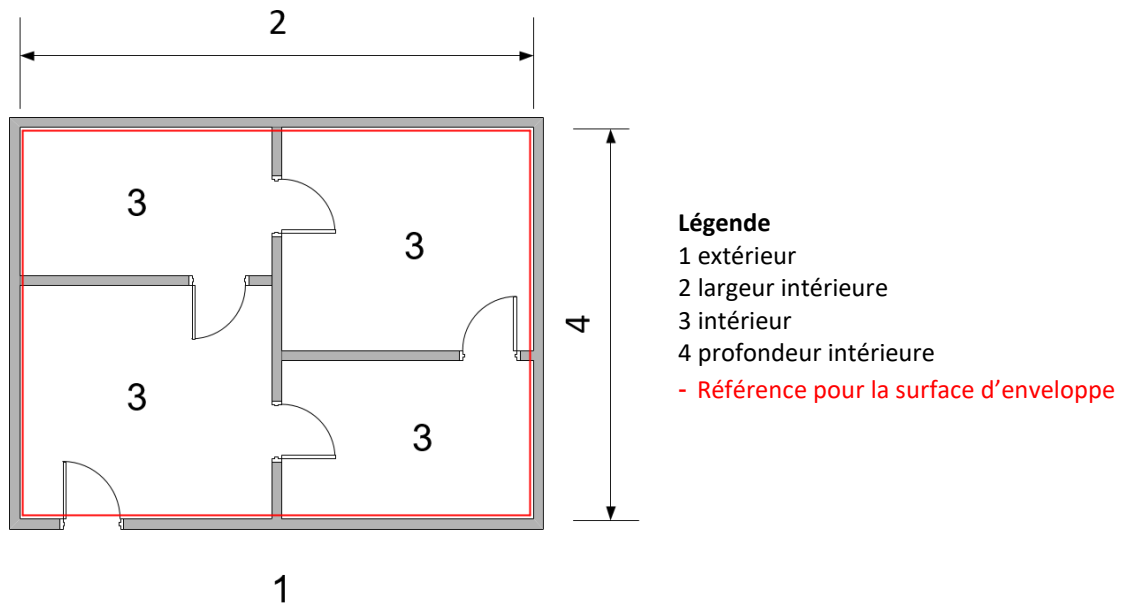 2
3
3
4
3
3
1
Légende
1 extérieur
2 largeur intérieure
3 intérieur
4 profondeur intérieure
- Référence pour la surface d’enveloppe